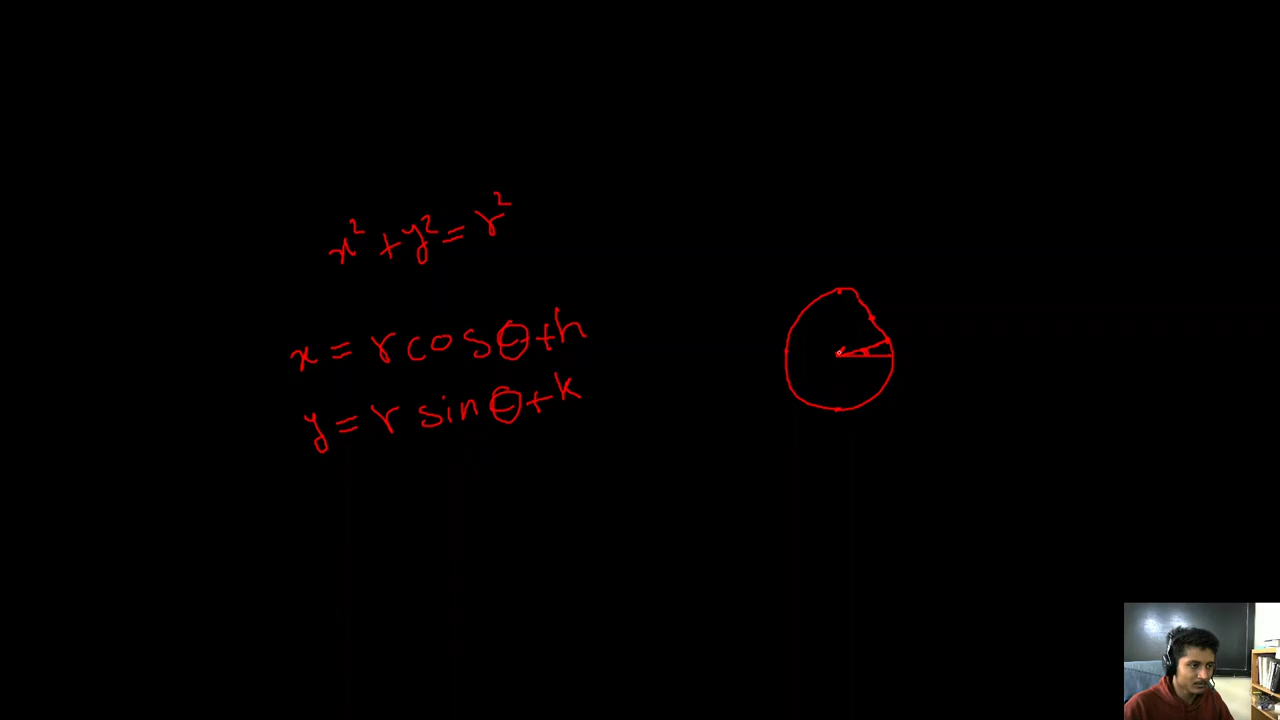 x² + y² = r²
x = r cos θ + h
y = r sin θ + k